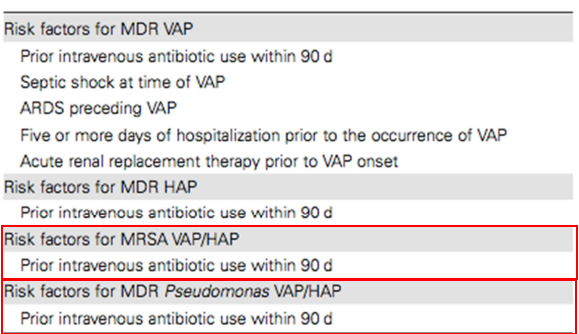 Risk factors for MDR VAP
Prior intravenous antibiotic use within 90 d
Septic shock at time of VAP
ARDS preceding VAP
Five or more days of hospitalization prior to the occurrence of VAP
Acute renal replacement therapy prior to VAP onset
Risk factors for MDR HAP
Prior intravenous antibiotic use within 90 d
Risk factors for MRSA VAP/HAP
Prior intravenous antibiotic use within 90 d
Risk factors for MDR Pseudomonas VAP/HAP
Prior intravenous antibiotic use within 90 d